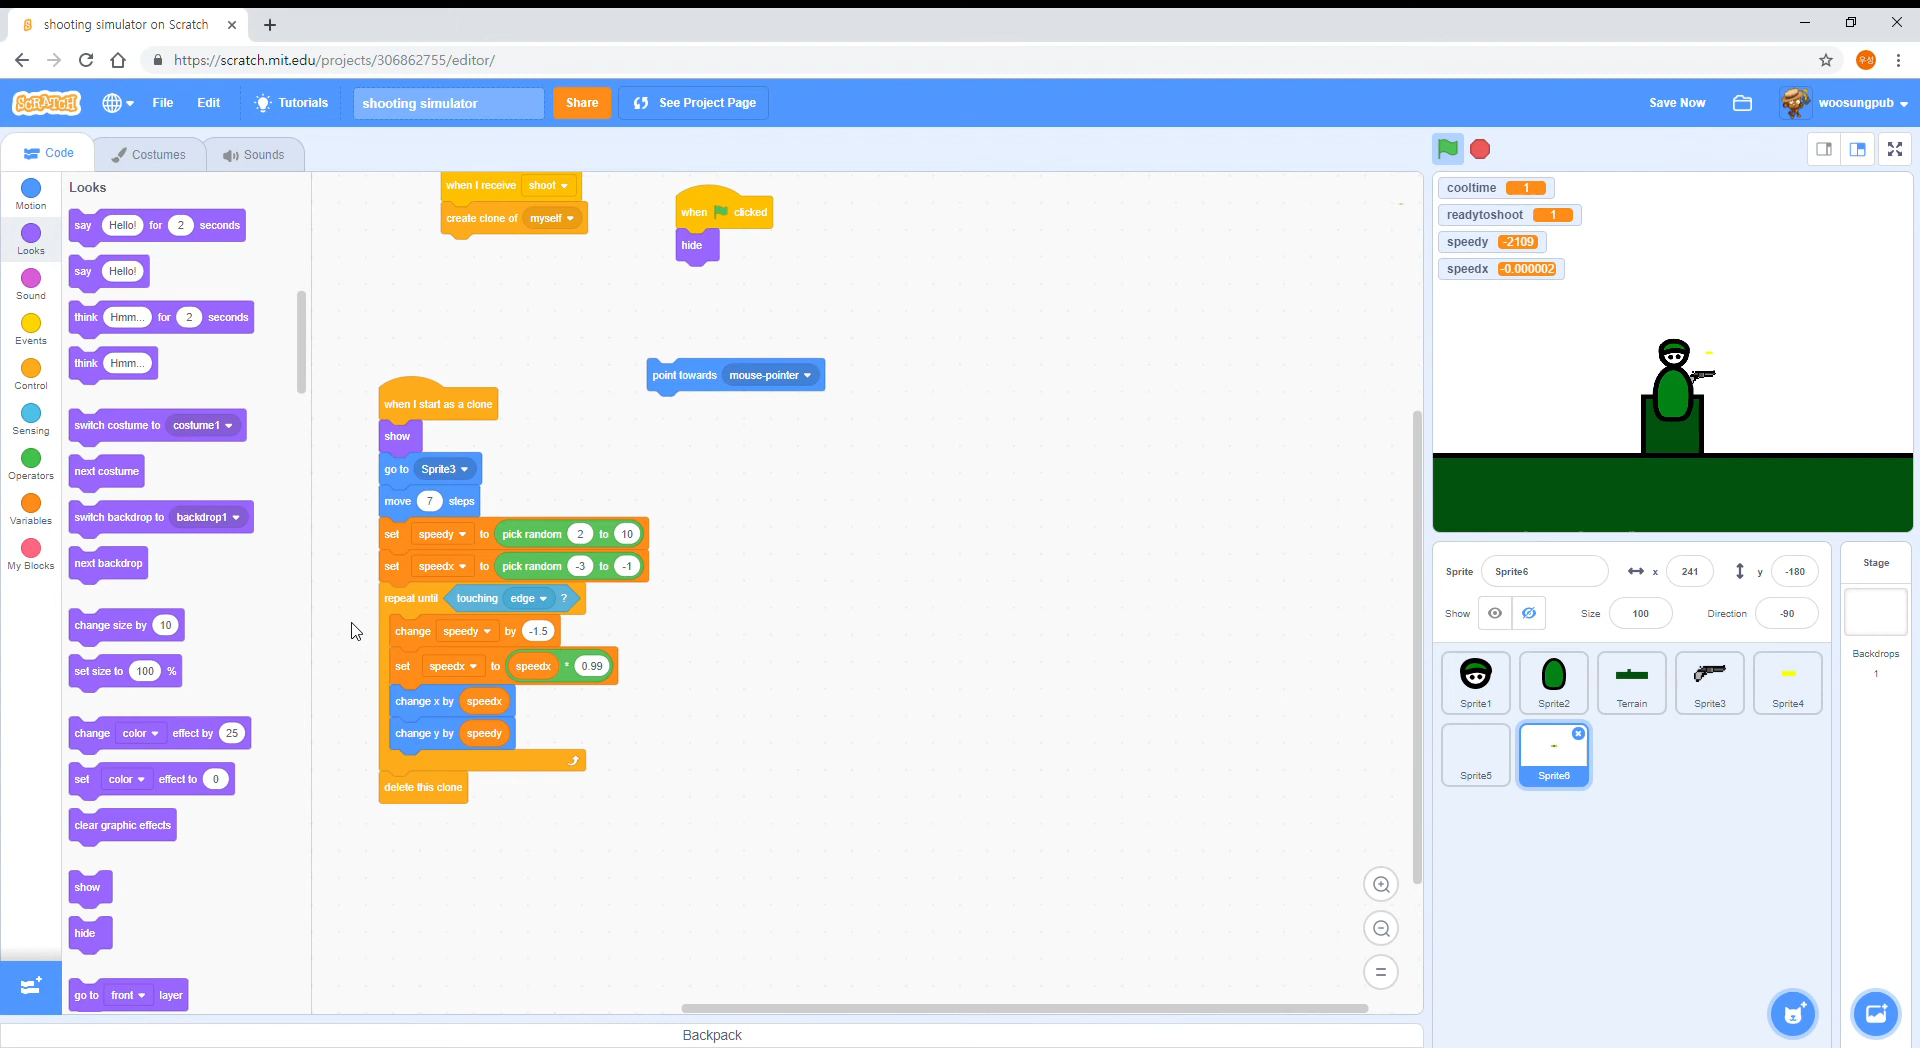 shooting simulator on Scratch
https://scratch.mit.edu/projects/306862755/editor/
우성
SCRATCH File Edit Tutorials shooting simulator Share See Project Page Save Now woosungpub
Code Costumes Sounds
Motion
Looks
Sound
Events
Control
Sensing
Operators
Variables
My Blocks
Looks
say Hello! for 2 seconds
say Hello!
think Hmm... for 2 seconds
think Hmm...
switch costume to costume1
next costume
switch backdrop to backdrop1
next backdrop
change size by 10
set size to 100 %
change color effect by 25
set color effect to 0
clear graphic effects
show
hide
go to front layer
when I receive shoot
create clone of myself
when clicked
hide
point towards mouse-pointer
when I start as a clone
show
go to Sprite3
move 7 steps
set speedy to pick random 2 to 10
set speedx to pick random -3 to -1
repeat until touching edge ?
change speedy by -1.5
set speedx to speedx * 0.99
change x by speedx
change y by speedy
delete this clone
Backpack
cooltime 1
readytoshoot 1
speedy -2109
speedx -0.000002
Sprite Sprite6 x 241 y -180
Show Size 100 Direction -90
Sprite1 Sprite2 Terrain Sprite3 Sprite4
Sprite5 Sprite6
Stage
Backdrops
1